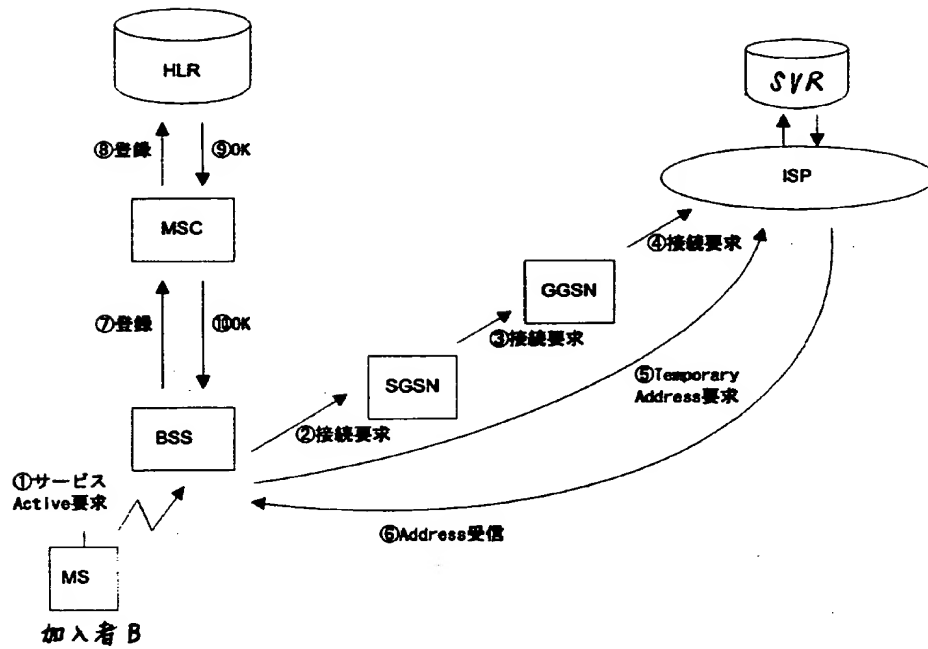 HLR
SVR
⑧登録
⑨OK
ISP
MSC
④接続要求
GGSN
⑦登録
⑩OK
③接続要求
SGSN
⑤Temporary
Address要求
BSS
②接続要求
①サービス
Active要求
⑥Address受信
MS
加入者B